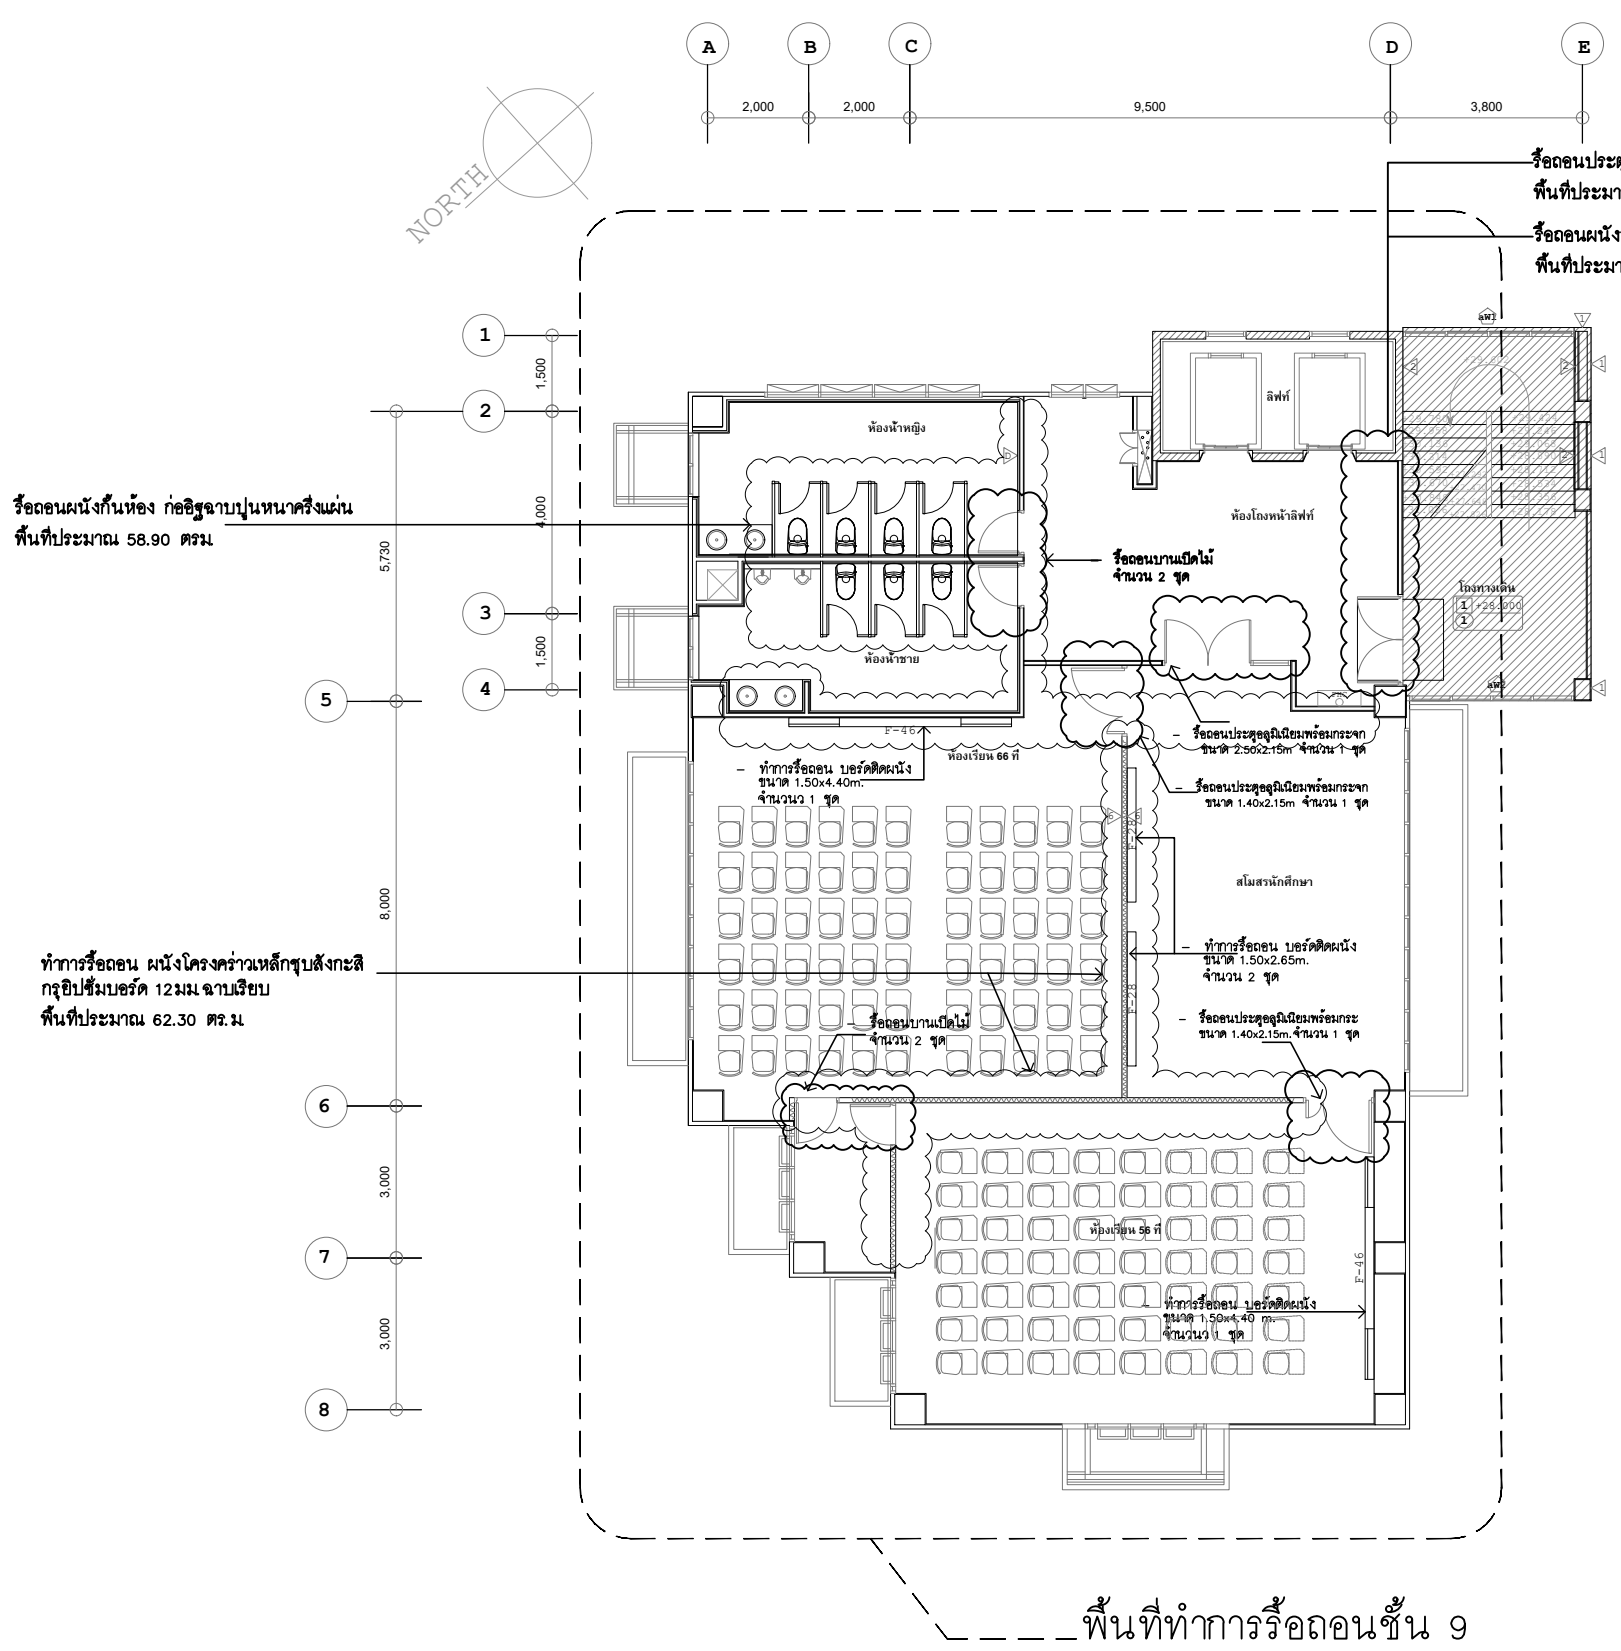 A
B
C
D
E
2,000
2,000
9,500
3,800
NORTH
รื้อถอนประตู
พื้นที่ประมา
รื้อถอนผนัง
พื้นที่ประมา
1
2
3
4
5
6
7
8
1,500
4,000
1,500
5,730
8,000
3,000
3,000
รื้อถอนผนังกั้นห้อง ก่ออิฐฉาบปูนหนาครึ่งแผ่น
พื้นที่ประมาณ 58.90 ตรม.
ทำการรื้อถอน ผนังโครงคร่าวเหล็กชุบสังกะสี
กรุยิปซั่มบอร์ด 12มม.ฉาบเรียบ
พื้นที่ประมาณ 62.30 ตร.ม.
ห้องน้ำหญิง
ห้องน้ำชาย
ลิฟท์
ห้องโถงหน้าลิฟท์
โถงทางเดิน
1 +28.000
1
– รื้อถอนบานเปิดไม้
จำนวน 2 ชุด
F-46
ห้องเรียน 66 ที่
– ทำการรื้อถอน บอร์ดติดผนัง
ขนาด 1.50x4.40m.
จำนวนว 1 ชุด
– รื้อถอนประตูอลูมิเนียมพร้อมกระจก
ขนาด 2.50x2.15m จำนวน 1 ชุด
– รื้อถอนประตูอลูมิเนียมพร้อมกระจก
ขนาด 1.40x2.15m จำนวน 1 ชุด
F-28
สโมสรนักศึกษา
– ทำการรื้อถอน บอร์ดติดผนัง
ขนาด 1.50x2.65m.
จำนวน 2 ชุด
F-28
– รื้อถอนบานเปิดไม้
จำนวน 2 ชุด
– รื้อถอนประตูอลูมิเนียมพร้อมกระ
ขนาด 1.40x2.15m.จำนวน 1 ชุด
ห้องเรียน 56 ที่
F-46
– ทำการรื้อถอน บอร์ดติดผนัง
ขนาด 1.50x4.40 m.
จำนวนว 1 ชุด
พื้นที่ทำการรื้อถอนชั้น 9